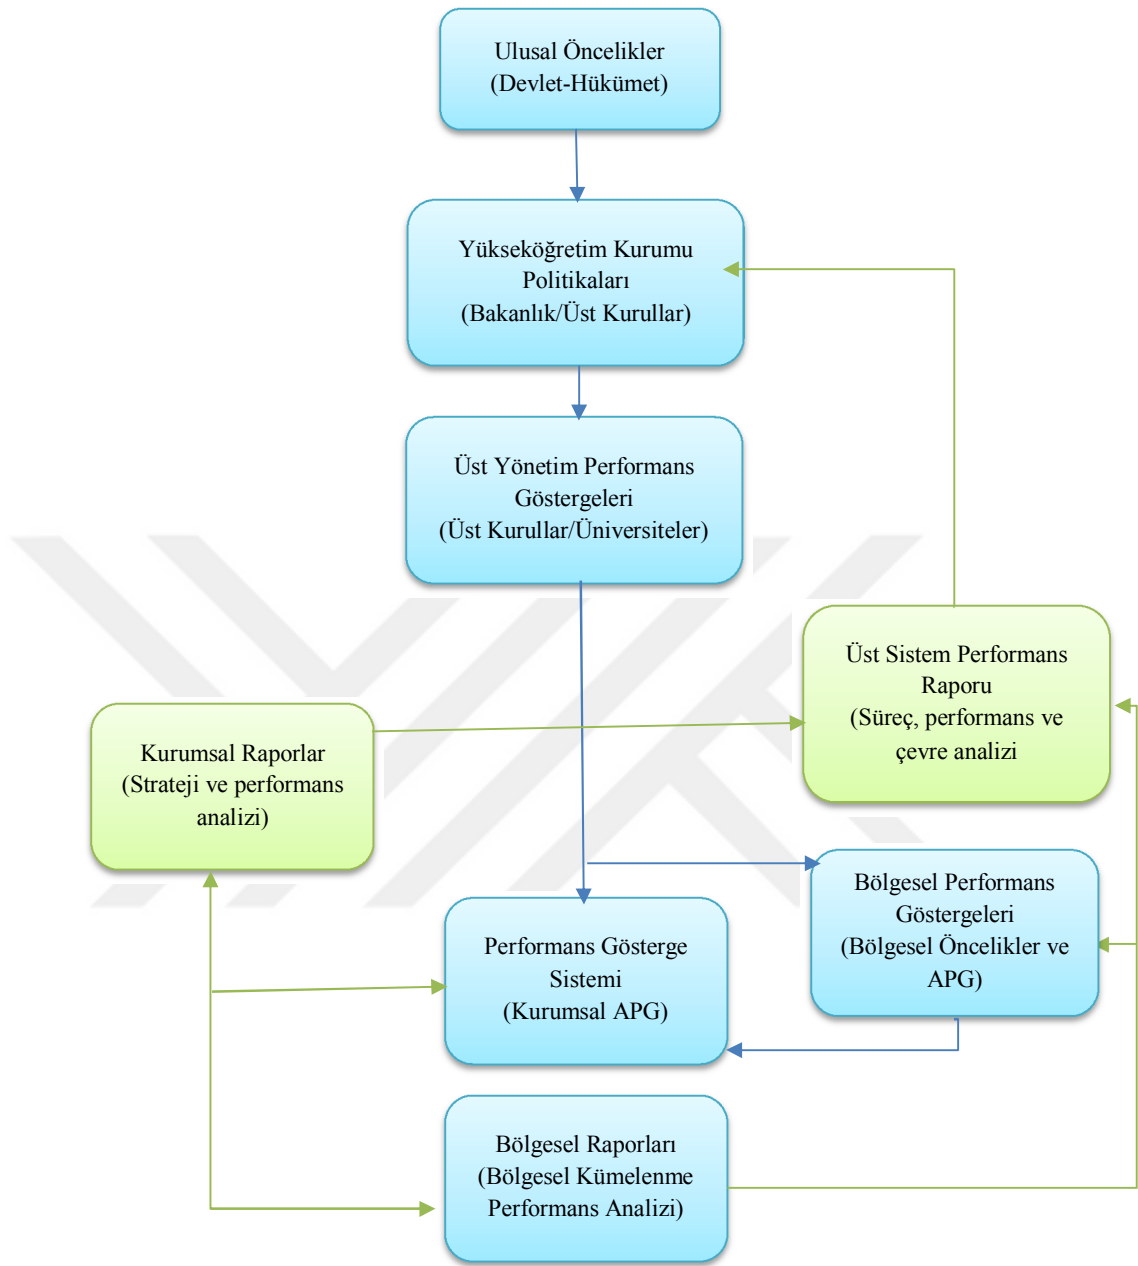 Ulusal Öncelikler
(Devlet-Hükümet)
Yükseköğretim Kurumu
Politikaları
(Bakanlık/Üst Kurullar)
Üst Yönetim Performans
Göstergeleri
(Üst Kurullar/Üniversiteler)
Üst Sistem Performans
Raporu
(Süreç, performans ve
çevre analizi
Kurumsal Raporlar
(Strateji ve performans
analizi)
Bölgesel Performans
Göstergeleri
(Bölgesel Öncelikler ve
APG)
Performans Gösterge
Sistemi
(Kurumsal APG)
Bölgesel Raporları
(Bölgesel Kümelenme
Performans Analizi)